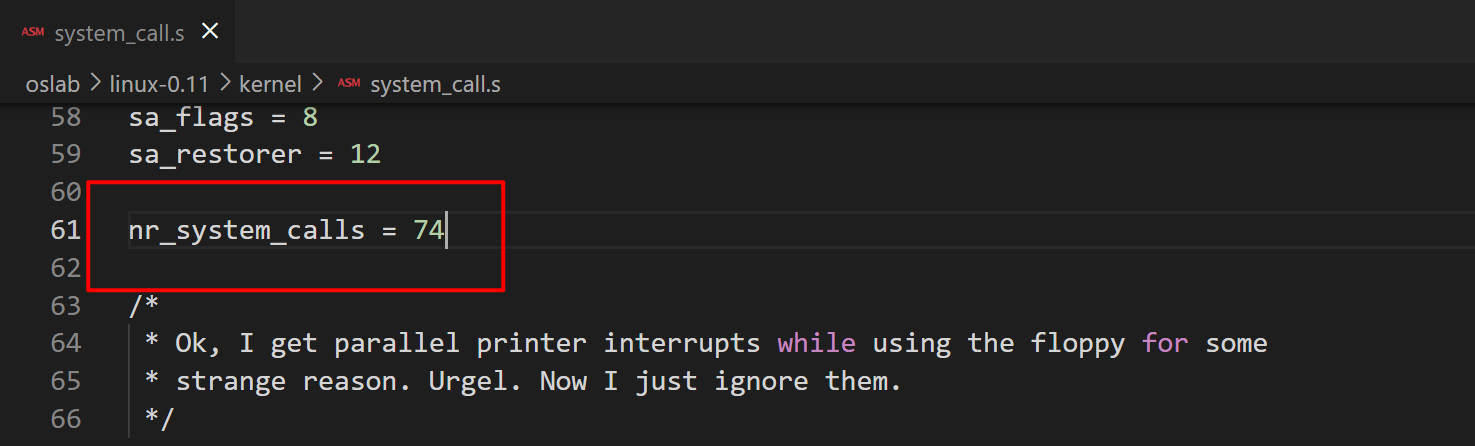 ASM system_call.s ×
oslab > linux-0.11 > kernel > ASM system_call.s
58 sa_flags = 8
59 sa_restorer = 12
60
61 nr_system_calls = 74
62
63 /*
64 * Ok, I get parallel printer interrupts while using the floppy for some
65 * strange reason. Urgel. Now I just ignore them.
66 */